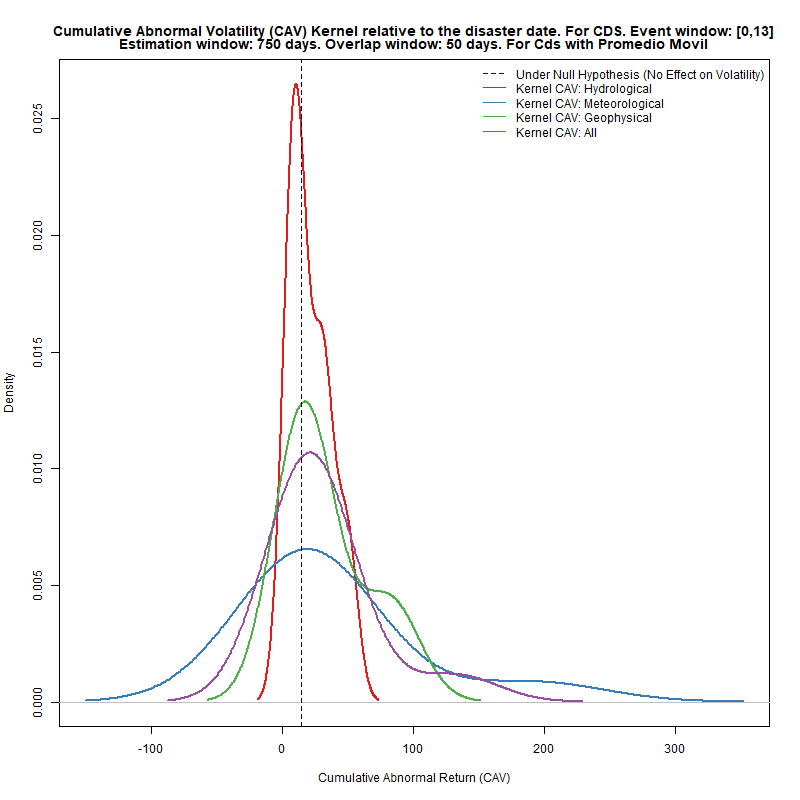 Cumulative Abnormal Volatility (CAV) Kernel relative to the disaster date. For CDS. Event window: [0,13]
Estimation window: 750 days. Overlap window: 50 days. For Cds with Promedio Movil
Under Null Hypothesis (No Effect on Volatility)
Kernel CAV: Hydrological
Kernel CAV: Meteorological
Kernel CAV: Geophysical
Kernel CAV: All
0.025
0.020
0.015
0.010
0.005
0.000
Density
-100
0
100
200
300
Cumulative Abnormal Return (CAV)